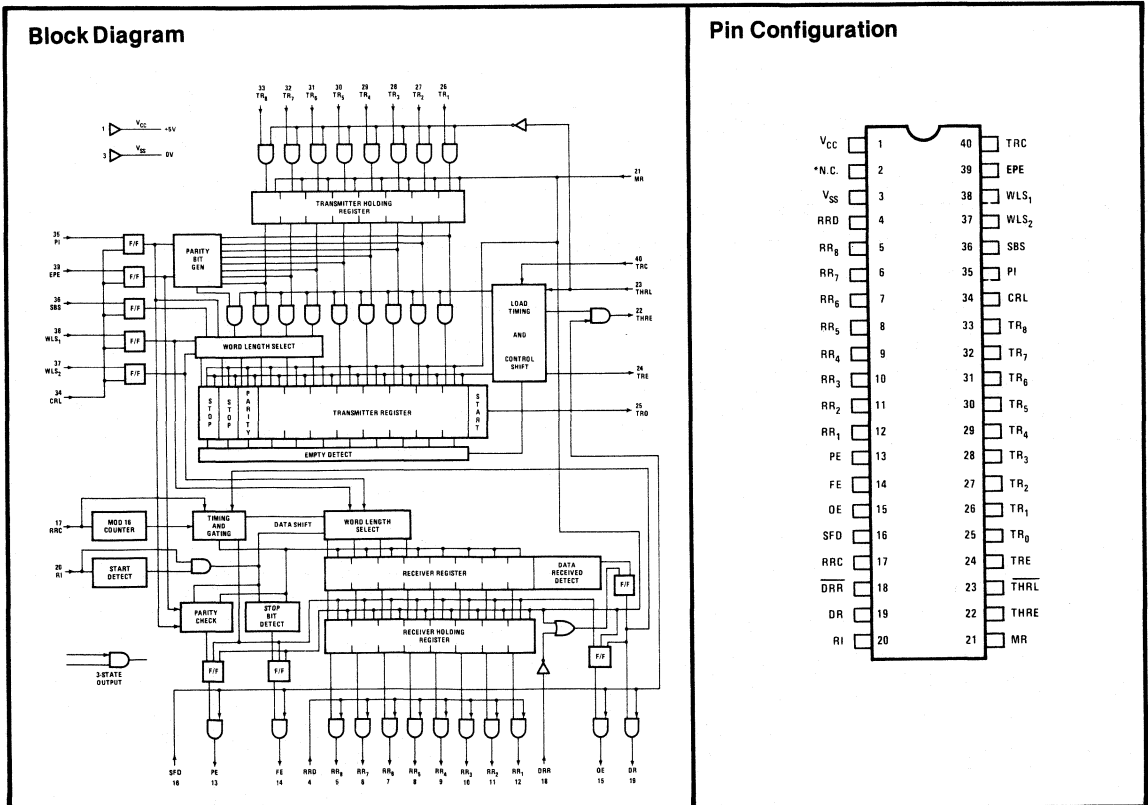 Block Diagram
33 32 31 30 29 28 27 26
TR8 TR7 TR6 TR5 TR4 TR3 TR2 TR1
1 VCC +5V
3 VSS 0V
21
MR
TRANSMITTER HOLDING
REGISTER
35
PI
F/F
PARITY
BIT
GEN
39
EPE
F/F
36
SBS
F/F
38
WLS1
F/F
37
WLS2
F/F
34
CRL
40
TRC
23
THRL
22
THRE
LOAD
TIMING
AND
CONTROL
SHIFT
24
TRE
25
TRO
WORD LENGTH SELECT
STOP
STOP
PARITY
TRANSMITTER REGISTER
START
EMPTY DETECT
17
RRC
MOD 16
COUNTER
TIMING
AND
GATING
DATA SHIFT
WORD LENGTH
SELECT
20
RI
START
DETECT
RECEIVER REGISTER
DATA
RECEIVED
DETECT
F/F
PARITY
CHECK
STOP
BIT
DETECT
RECEIVER HOLDING
REGISTER
F/F
F/F
F/F
3-STATE
OUTPUT
SFD PE FE RRD RR8 RR7 RR6 RR5 RR4 RR3 RR2 RR1 DRR OE DR
16 13 14 4 5 6 7 8 9 10 11 12 18 15 19
Pin Configuration
VCC 1 40 TRC
*N.C. 2 39 EPE
VSS 3 38 WLS1
RRD 4 37 WLS2
RR8 5 36 SBS
RR7 6 35 PI
RR6 7 34 CRL
RR5 8 33 TR8
RR4 9 32 TR7
RR3 10 31 TR6
RR2 11 30 TR5
RR1 12 29 TR4
PE 13 28 TR3
FE 14 27 TR2
OE 15 26 TR1
SFD 16 25 TR0
RRC 17 24 TRE
D̅R̅R̅ 18 23 T̅H̅R̅L̅
DR 19 22 THRE
RI 20 21 MR